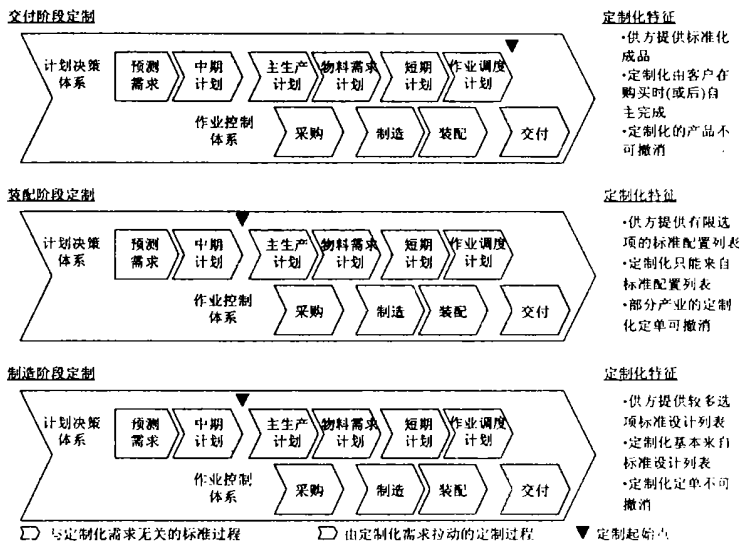 交付阶段定制
计划决策
体系
预测
需求
中期
计划
主生产
计划
物料需求
计划
短期
计划
作业调度
计划
作业控制
体系
采购
制造
装配
交付
定制化特征
·供方提供标准化
成品
·定制化由客户在
购买时(或后)自
主完成
·定制化的产品不
可撤消
装配阶段定制
计划决策
体系
预测
需求
中期
计划
主生产
计划
物料需求
计划
短期
计划
作业调度
计划
作业控制
体系
采购
制造
装配
交付
定制化特征
·供方提供有限选
项的标准配置列表
·定制化只能来自
标准配置列表
·部分产业的定制
化定单可撤消
制造阶段定制
计划决策
体系
预测
需求
中期
计划
主生产
计划
物料需求
计划
短期
计划
作业调度
计划
作业控制
体系
采购
制造
装配
交付
定制化特征
·供方提供较多选
项标准设计列表
·定制化基本来自
标准设计列表
·定制化定单不可
撤消
与定制化需求无关的标准过程
由定制化需求拉动的定制过程
定制起始点